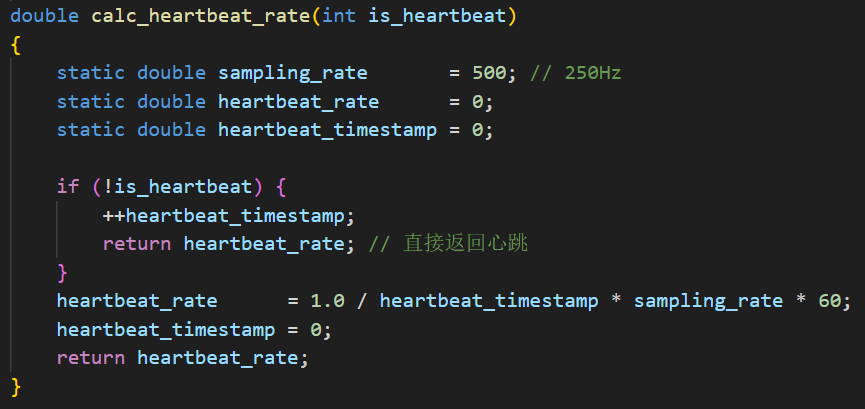 double calc_heartbeat_rate(int is_heartbeat)
{
    static double sampling_rate       = 500; // 250Hz
    static double heartbeat_rate      = 0;
    static double heartbeat_timestamp = 0;

    if (!is_heartbeat) {
        ++heartbeat_timestamp;
        return heartbeat_rate; // 直接返回心跳
    }
    heartbeat_rate      = 1.0 / heartbeat_timestamp * sampling_rate * 60;
    heartbeat_timestamp = 0;
    return heartbeat_rate;
}